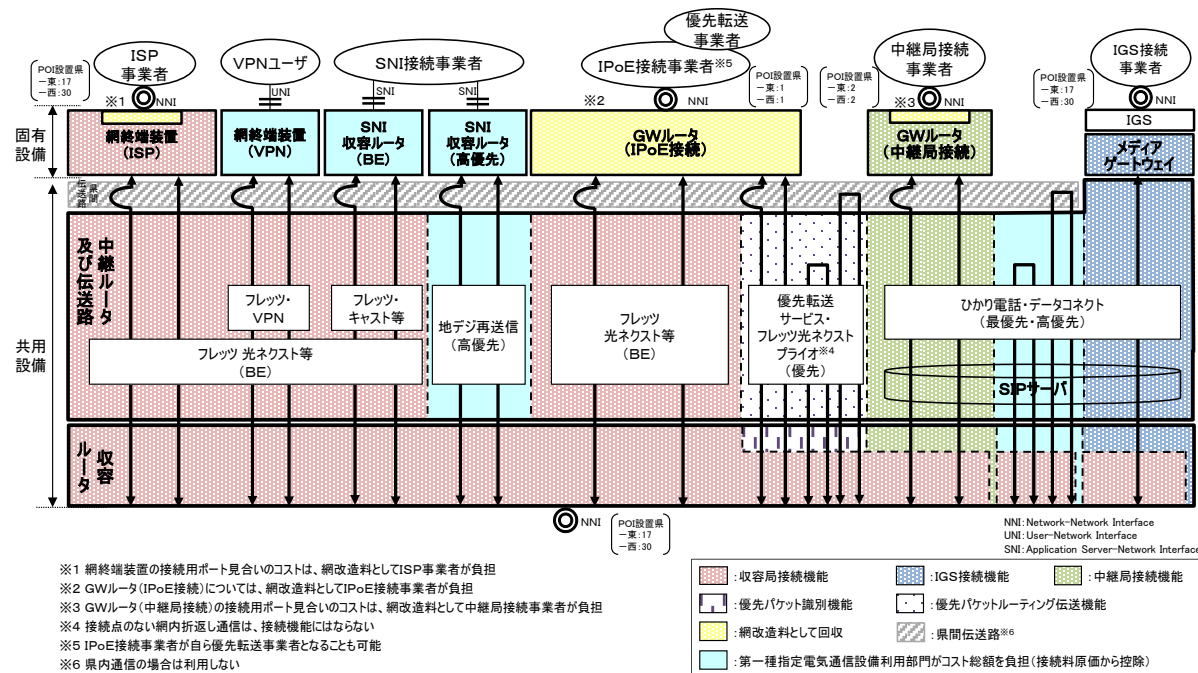 ISP
事業者
VPNユーザ
SNI接続事業者
優先転送
事業者
IPoE接続事業者※5
中継局接続
事業者
IGS接続
事業者
POI設置県
－東：17
－西：30
※1
NNI
UNI
SNI
SNI
※2
NNI
POI設置県
－東：1
－西：1
POI設置県
－東：2
－西：2
※3
NNI
POI設置県
－東：17
－西：30
NNI
固有
設備
網終端装置
(ISP)
網終端装置
(VPN)
SNI
収容ルータ
(BE)
SNI
収容ルータ
(高優先)
GWルータ
(IPoE接続)
GWルータ
(中継局接続)
IGS
メディア
ゲートウェイ
県間
伝送路
共用
設備
中継ルータ
及び伝送路
フレッツ・
VPN
フレッツ・
キャスト等
フレッツ 光ネクスト等
(BE)
地デジ再送信
(高優先)
フレッツ
光ネクスト等
(BE)
優先転送
サービス・
フレッツ光ネクスト
プライオ※4
(優先)
ひかり電話・データコネクト
(最優先・高優先)
SIPサーバ
収容
ルータ
NNI
POI設置県
－東：17
－西：30
NNI：Network-Network Interface
UNI：User-Network Interface
SNI：Application Server-Network Interface
※1 網終端装置の接続用ポート見合いのコストは、網改造料としてISP事業者が負担
※2 GWルータ(IPoE接続)については、網改造料としてIPoE接続事業者が負担
※3 GWルータ(中継局接続)の接続用ポート見合いのコストは、網改造料として中継局接続事業者が負担
※4 接続点のない網内折返し通信は、接続機能にはならない
※5 IPoE接続事業者が自ら優先転送事業者となることも可能
※6 県内通信の場合は利用しない
：収容局接続機能
：IGS接続機能
：中継局接続機能
：優先パケット識別機能
：優先パケットルーティング伝送機能
：網改造料として回収
：県間伝送路※6
：第一種指定電気通信設備利用部門がコスト総額を負担(接続料原価から控除)